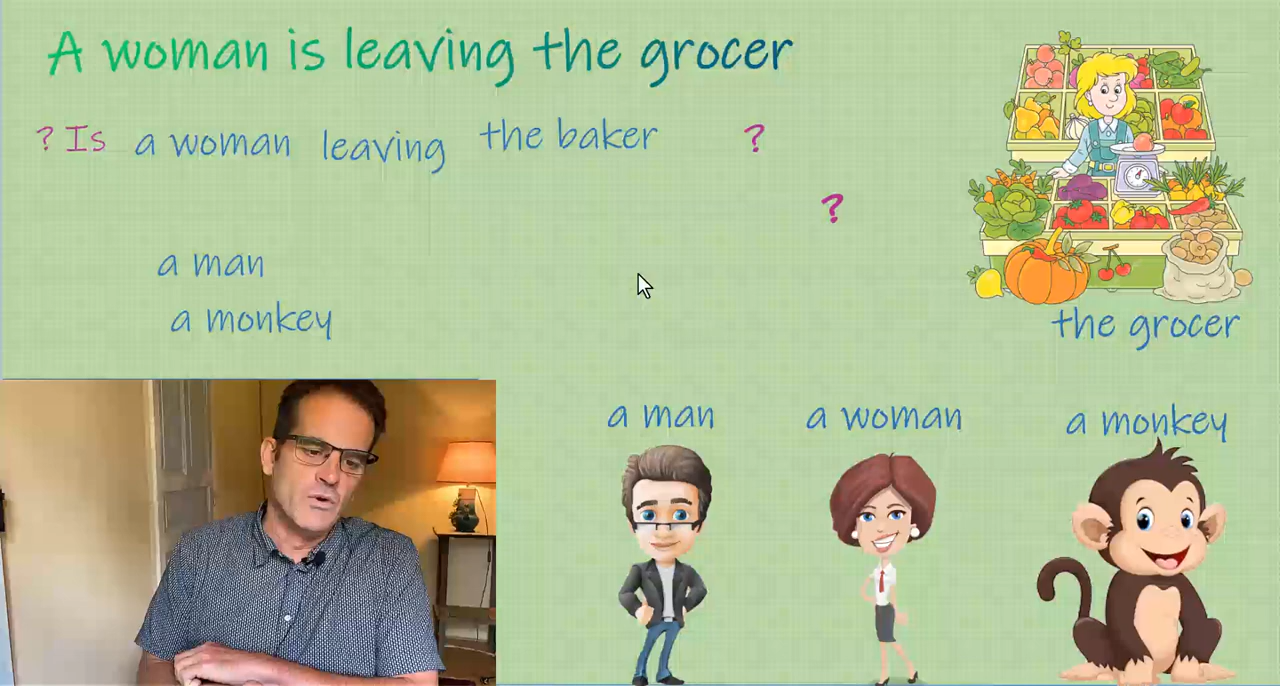 A woman is leaving the grocer
? Is a woman leaving the baker ?
?
a man
a monkey
the grocer
a man a woman a monkey